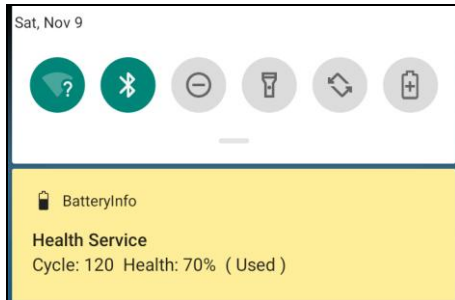 Sat, Nov 9
?
BatteryInfo
Health Service
Cycle: 120 Health: 70% ( Used )